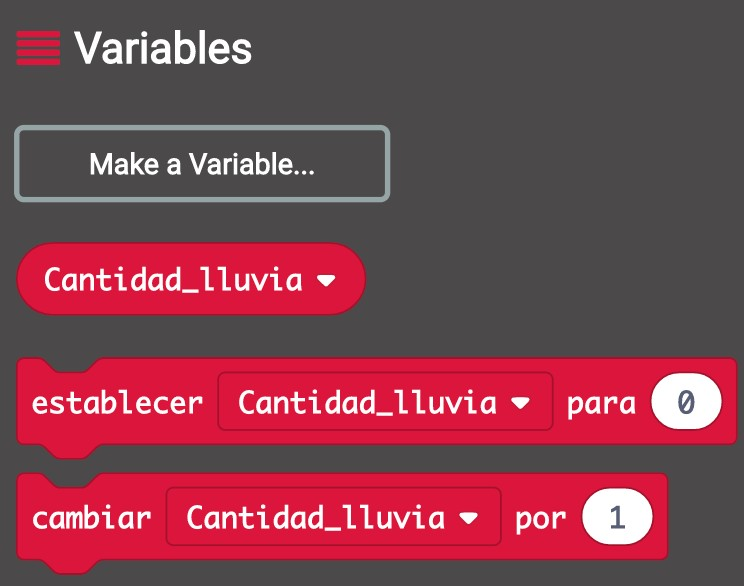 Variables
Make a Variable...
Cantidad_lluvia
establecer Cantidad_lluvia para 0
cambiar Cantidad_lluvia por 1